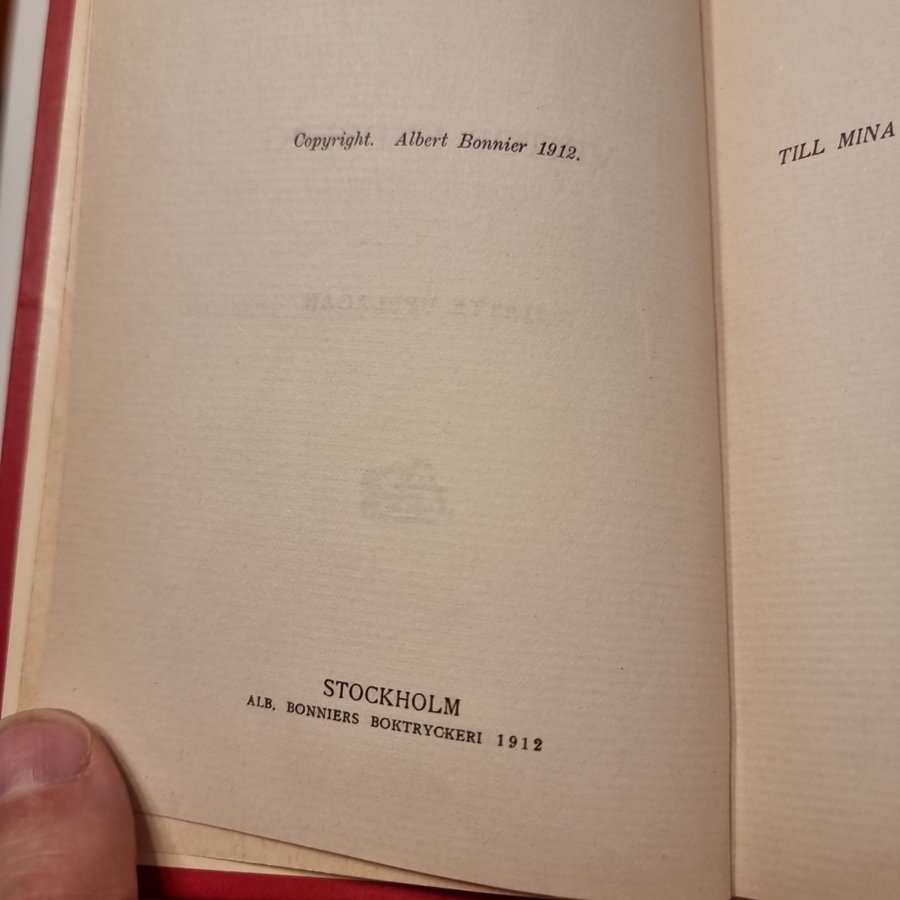 Copyright. Albert Bonnier 1912.
STOCKHOLM
ALB. BONNIERS BOKTRYCKERI 1912
TILL MINA